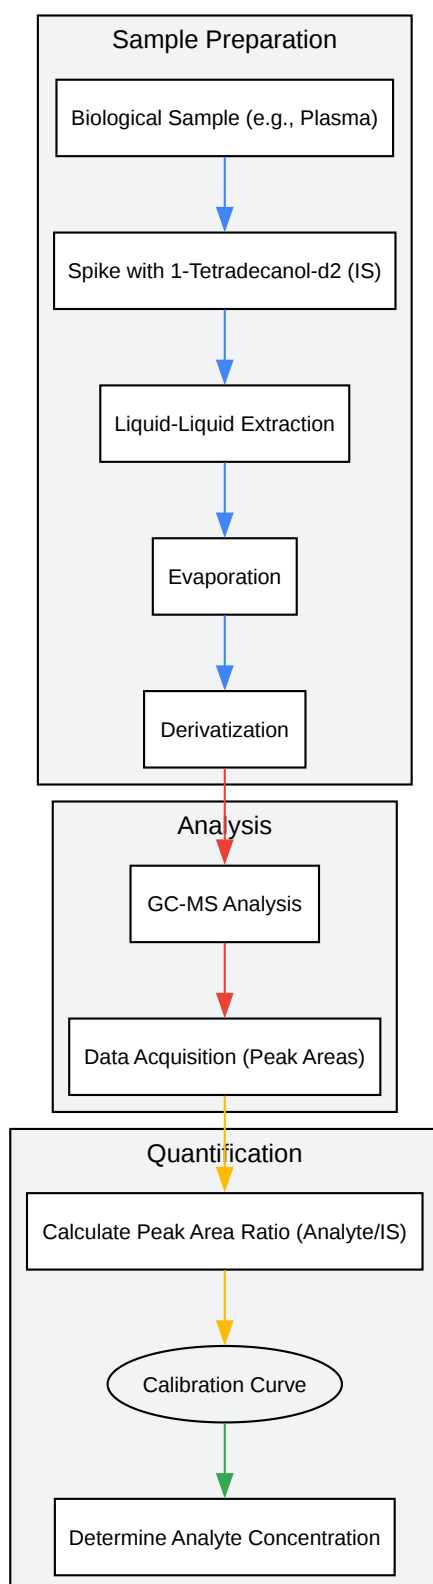 Sample Preparation
Biological Sample (e.g., Plasma)
Spike with 1-Tetradecanol-d2 (IS)
Liquid-Liquid Extraction
Evaporation
Derivatization
Analysis
GC-MS Analysis
Data Acquisition (Peak Areas)
Quantification
Calculate Peak Area Ratio (Analyte/IS)
Calibration Curve
Determine Analyte Concentration